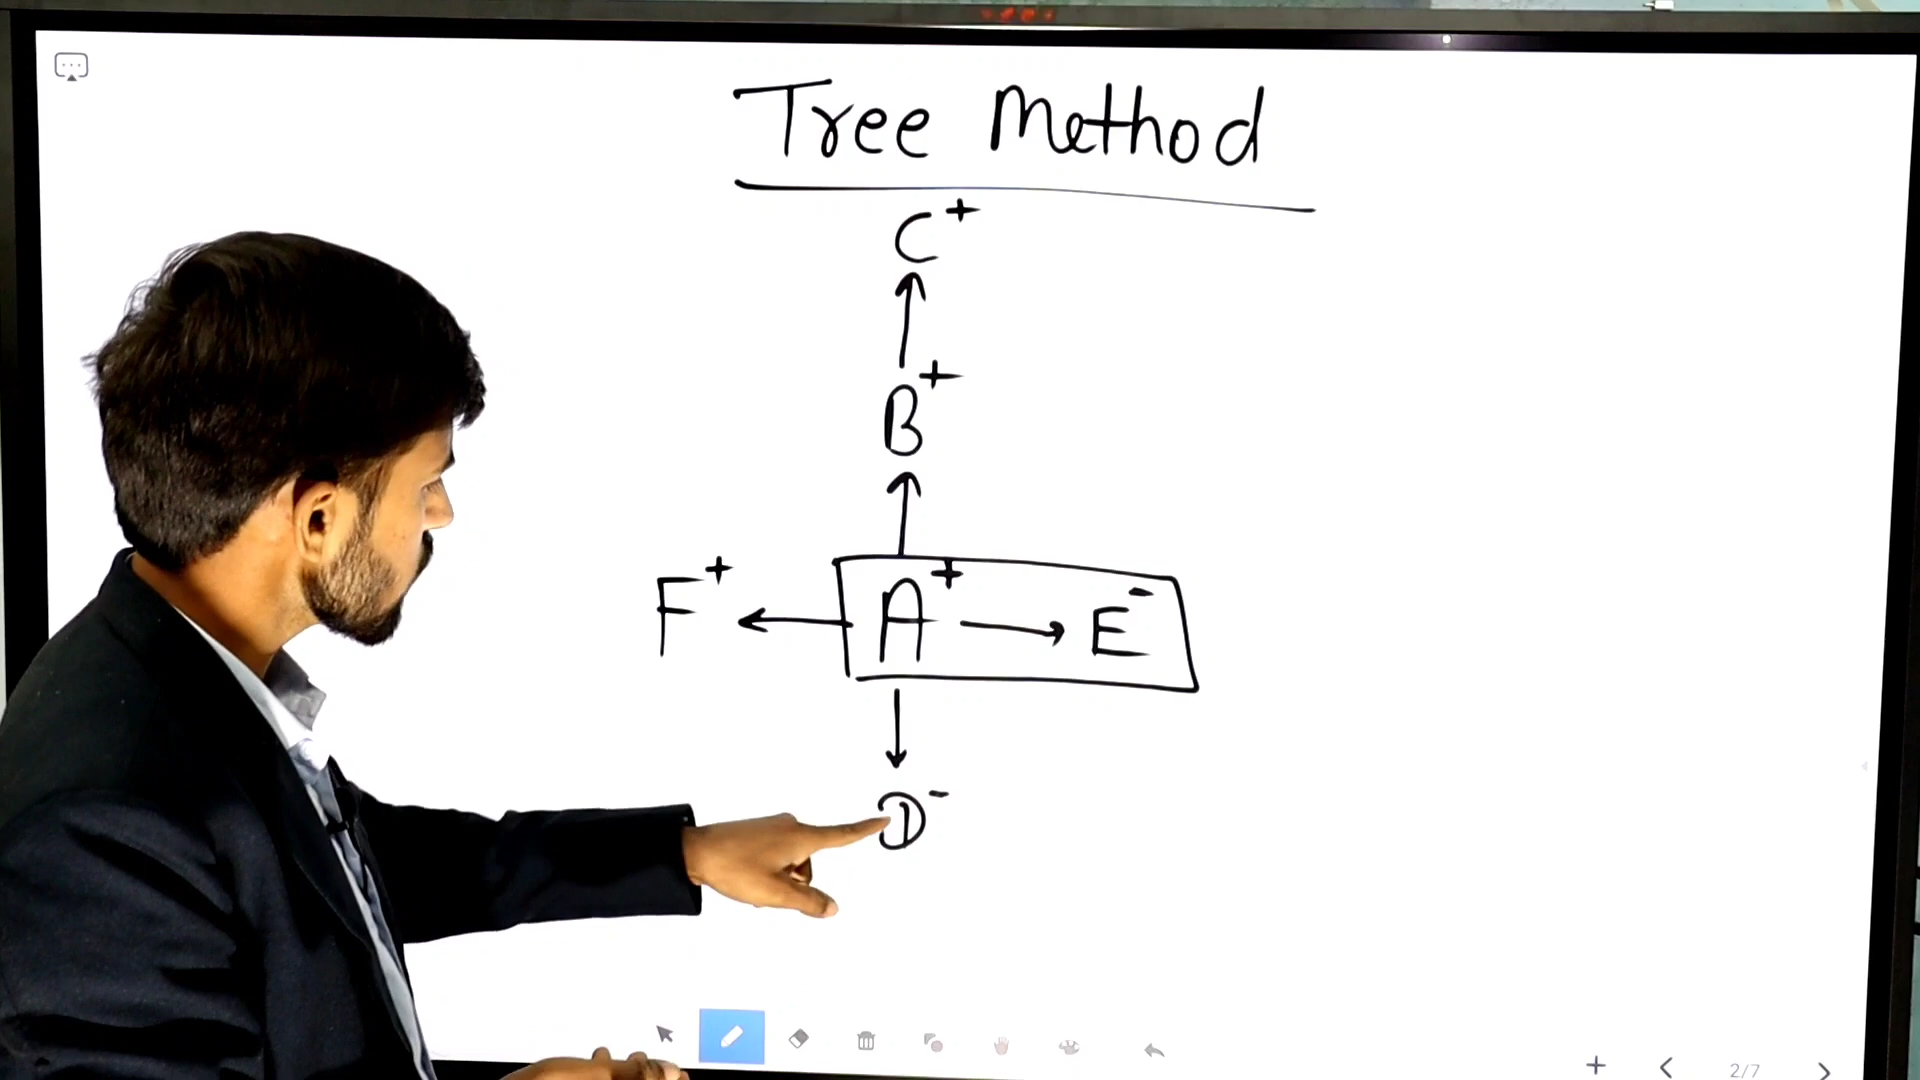 Tree Method
C+
B+
F+ A+ E-
D-
2/7